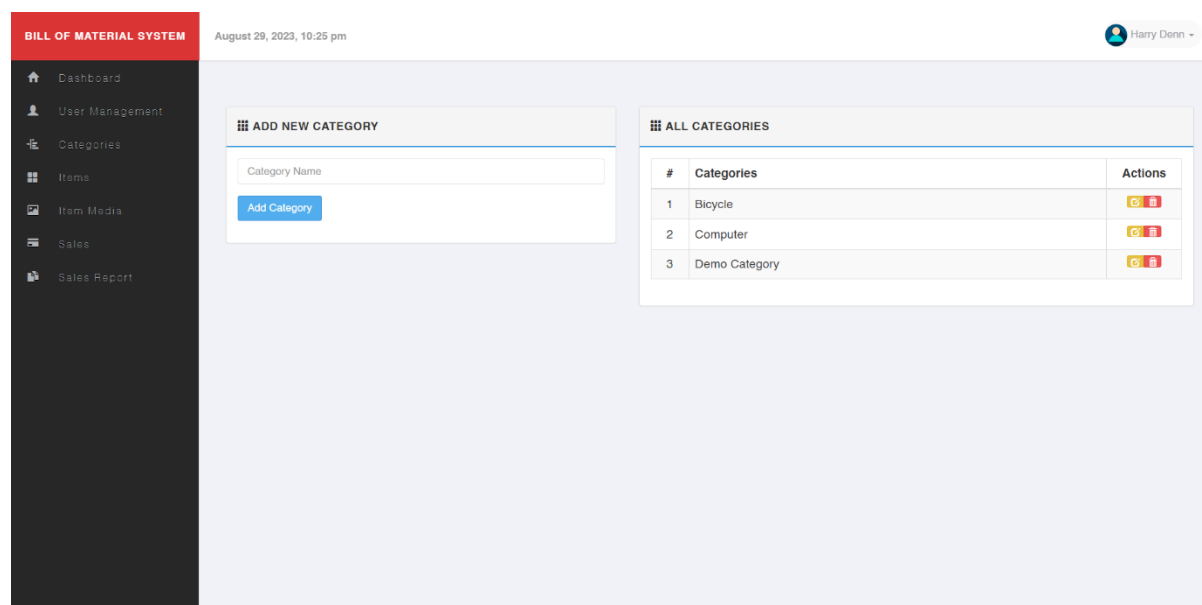 BILL OF MATERIAL SYSTEM
August 29, 2023, 10:25 pm
Harry Denn
Dashboard
User Management
Categories
Items
Item Media
Sales
Sales Report
ADD NEW CATEGORY
Category Name
Add Category
ALL CATEGORIES
# Categories Actions
1 Bicycle
2 Computer
3 Demo Category